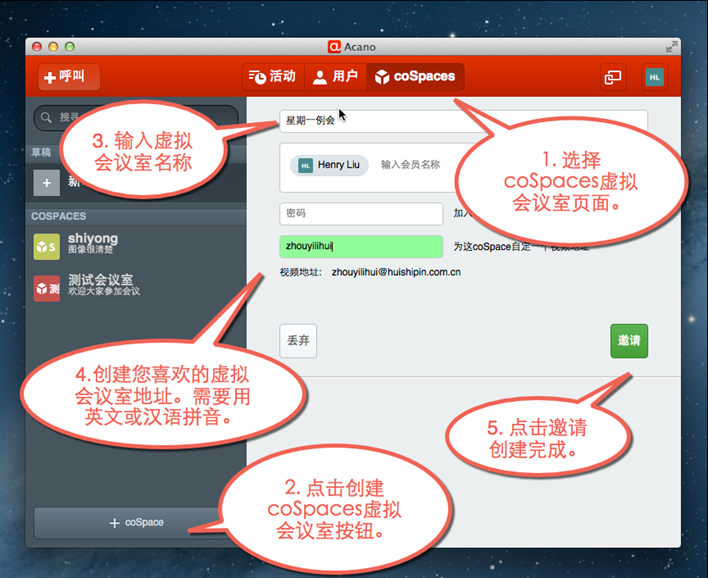 Acano
呼叫
活动
用户
coSpaces
HL
搜寻
草稿
新
COSPACES
S
shiyong
图像很清楚
测
测试会议室
欢迎大家参加会议
+ coSpace
星期一例会
HL Henry Liu 输入会员名称
密码
加入
zhouyilihui
为这coSpace自定一个视频地址
视频地址: zhouyilihui@huishipin.com.cn
丢弃
邀请
1. 选择
coSpaces虚拟
会议室页面。
2. 点击创建
coSpaces虚拟
会议室按钮。
3. 输入虚拟
会议室名称
4.创建您喜欢的虚拟
会议室地址。需要用
英文或汉语拼音。
5. 点击邀请
创建完成。